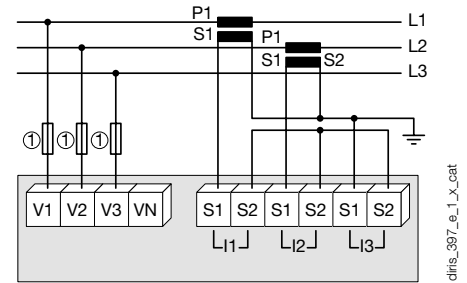 P1 L1
S1 P1 L2
S1 S2 L3
① ① ①
V1 V2 V3 VN S1 S2 S1 S2 S1 S2
I1 I2 I3
diris_397_e_1_x_cat